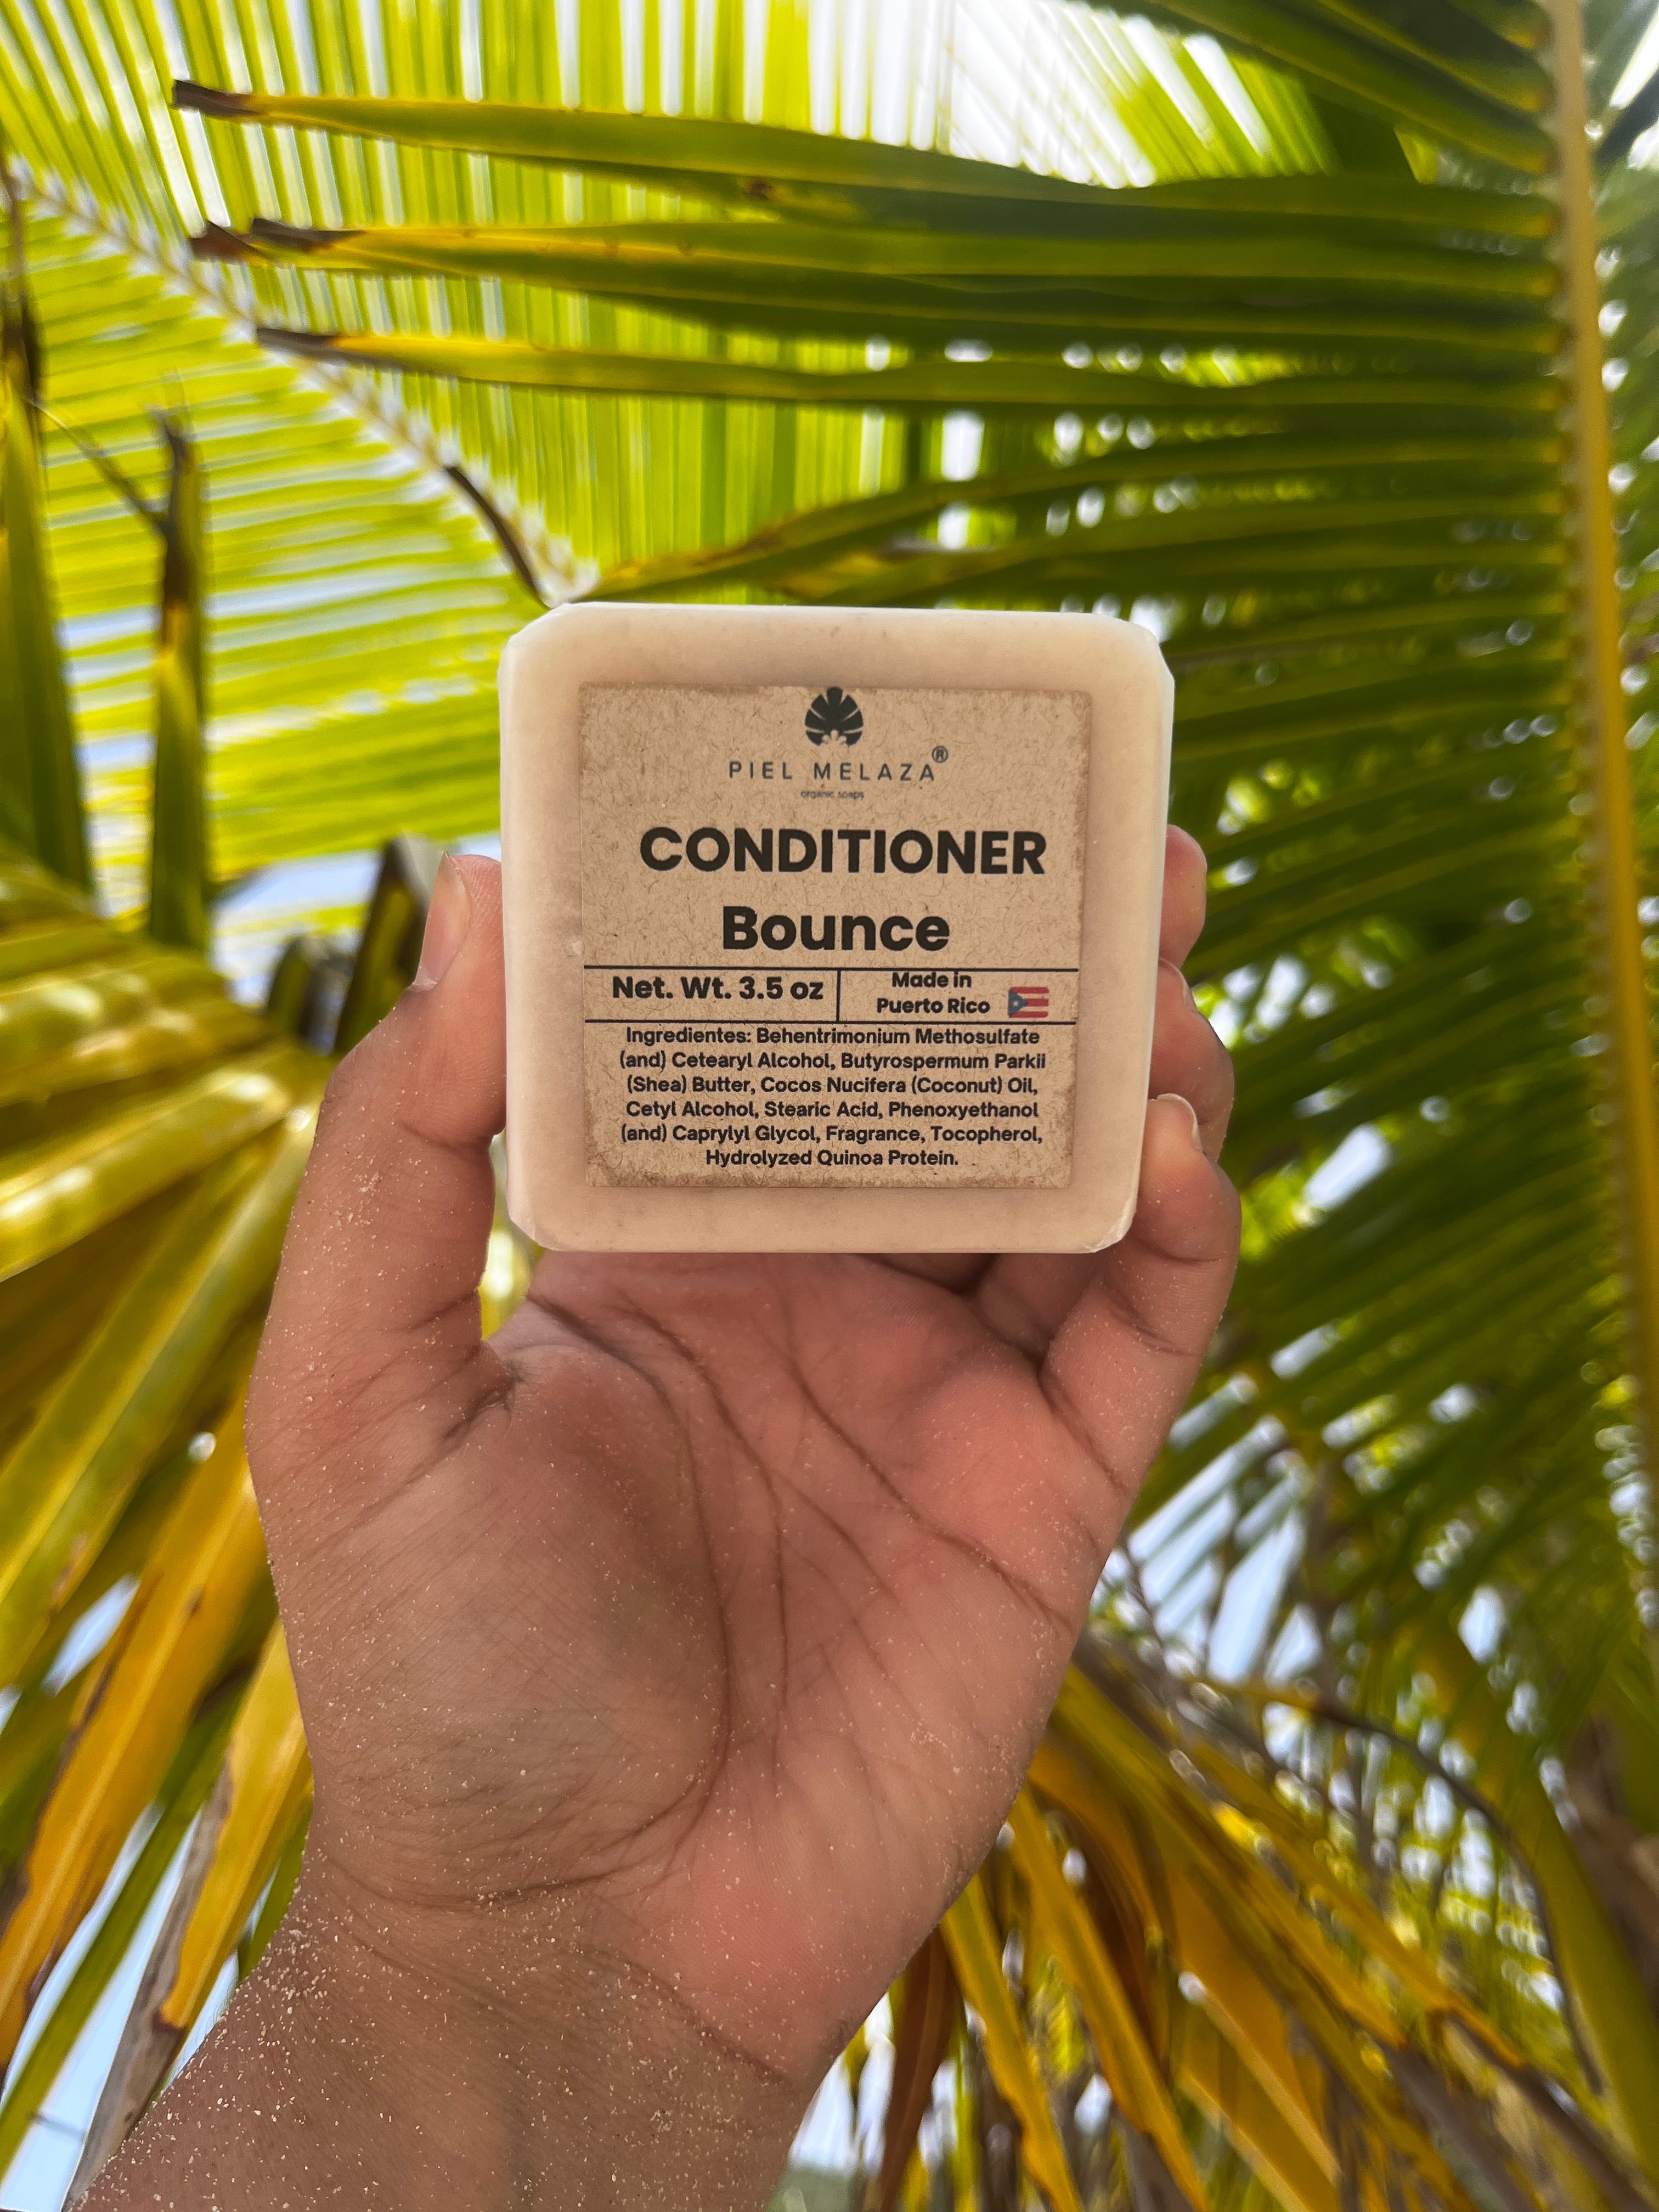 PIEL MELAZA®
organic soaps
CONDITIONER
Bounce
Net. Wt. 3.5 oz
Made in
Puerto Rico
Ingredientes: Behentrimonium Methosulfate
(and) Cetearyl Alcohol, Butyrospermum Parkii
(Shea) Butter, Cocos Nucifera (Coconut) Oil,
Cetyl Alcohol, Stearic Acid, Phenoxyethanol
(and) Caprylyl Glycol, Fragrance, Tocopherol,
Hydrolyzed Quinoa Protein.